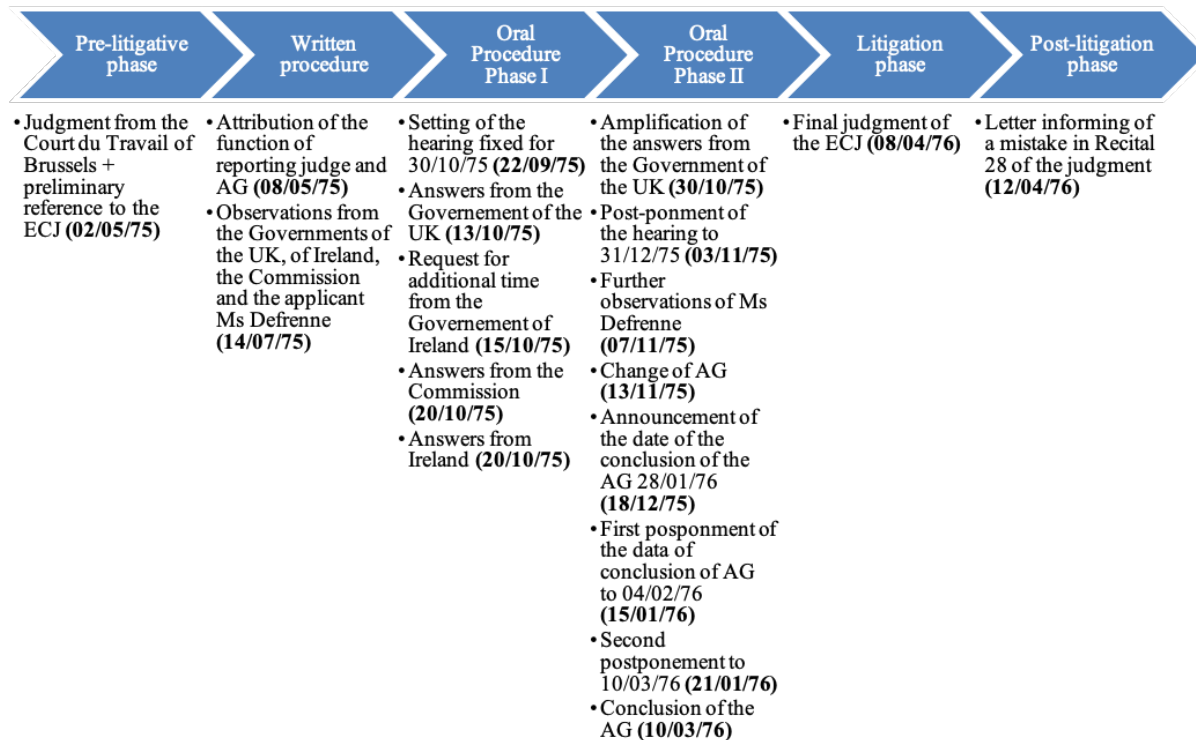 Pre-litigative
phase
Written
procedure
Oral
Procedure
Phase I
Oral
Procedure
Phase II
Litigation
phase
Post-litigation
phase
•Judgment from the
Court du Travail of
Brussels +
preliminary
reference to the
ECJ (02/05/75)
•Attribution of the
function of
reporting judge and
AG (08/05/75)
•Observations from
the Governments of
the UK, of Ireland,
the Commission
and the applicant
Ms Defrenne
(14/07/75)
•Setting of the
hearing fixed for
30/10/75 (22/09/75)
•Answers from the
Governement of the
UK (13/10/75)
•Request for
additional time
from the
Governement of
Ireland (15/10/75)
•Answers from the
Commission
(20/10/75)
•Answers from
Ireland (20/10/75)
•Amplification of
the answers from
the Government of
the UK (30/10/75)
•Post-ponment of
the hearing to
31/12/75 (03/11/75)
•Further
observations of Ms
Defrenne
(07/11/75)
•Change of AG
(13/11/75)
•Announcement of
the date of the
conclusion of the
AG 28/01/76
(18/12/75)
•First posponment of
the data of
conclusion of AG
to 04/02/76
(15/01/76)
•Second
postponement to
10/03/76 (21/01/76)
•Conclusion of the
AG (10/03/76)
•Final judgment of
the ECJ (08/04/76)
•Letter informing of
a mistake in Recital
28 of the judgment
(12/04/76)